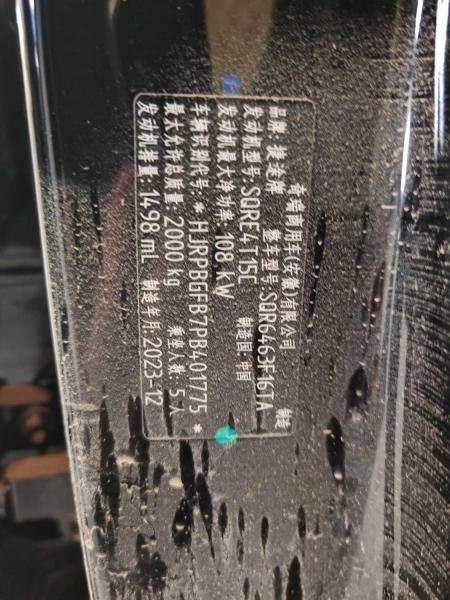 奇瑞商用车(安徽)有限公司 制造
品牌:捷途牌 整车型号:SQR6463F16TA
发动机型号:SQRE4T15C 制造国:中国
发动机最大净功率:108 kW
车辆识别代号:*HJRPBGFB7PB401775*
最大允许总质量:2000 kg 乘坐人数:5人
发动机排量:1498 mL 制造年月:2023-12